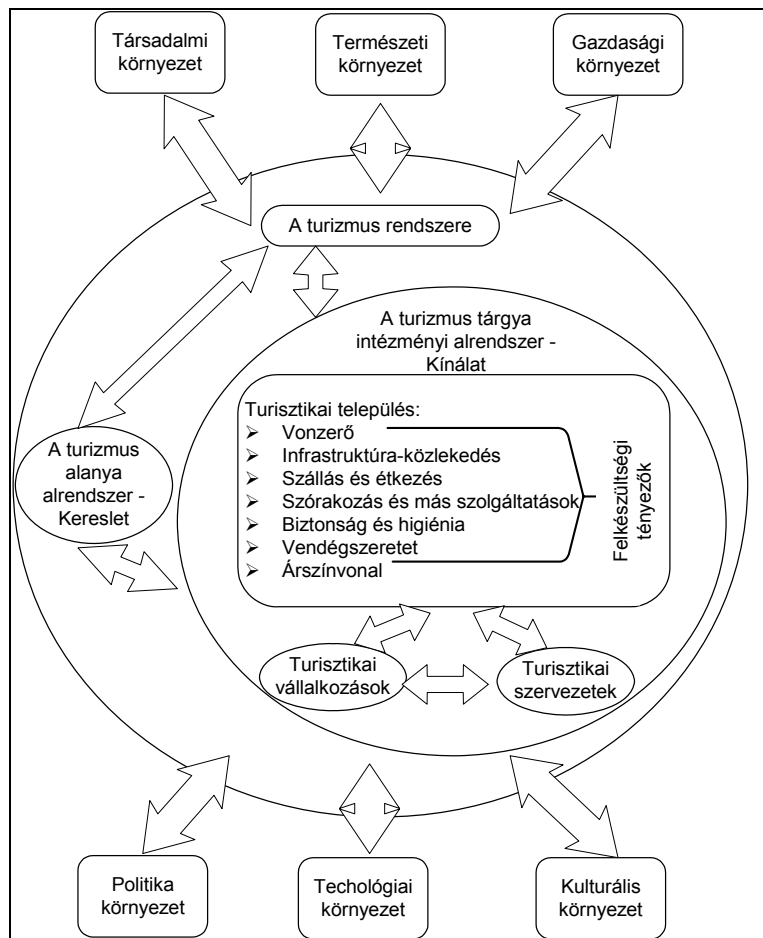 Társadalmi
környezet
Természeti
környezet
Gazdasági
környezet
A turizmus rendszere
A turizmus tárgya
intézményi alrendszer -
Kínálat
Turisztikai település:
➢ Vonzerő
➢ Infrastruktúra-közlekedés
➢ Szállás és étkezés
➢ Szórakozás és más szolgáltatások
➢ Biztonság és higiénia
➢ Vendégszeretet
➢ Árszínvonal
Felkészültségi
tényezők
A turizmus
alanya
alrendszer -
Kereslet
Turisztikai
vállalkozások
Turisztikai
szervezetek
Politika
környezet
Techológiai
környezet
Kulturális
környezet